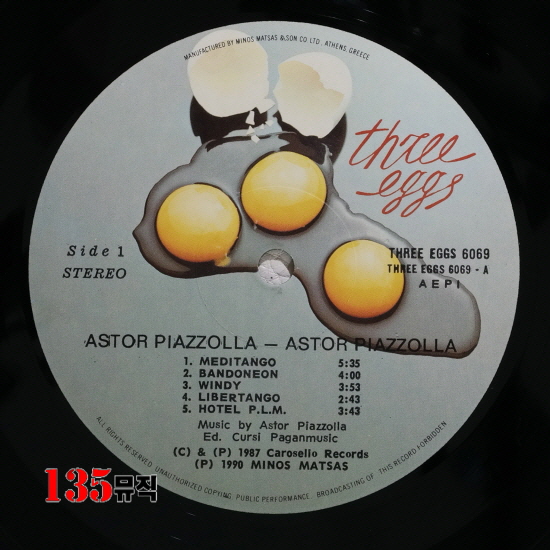 MANUFACTURED BY MINOS MATSAS & SON CO LTD. ATHENS, GREECE
three
eggs
Side 1
STEREO
THREE EGGS 6069
THREE EGGS 6069 - A
AEPI
ASTOR PIAZZOLLA — ASTOR PIAZZOLLA
1. MEDITANGO 5:35
2. BANDONEON 4:00
3. WINDY 3:53
4. LIBERTANGO 2:43
5. HOTEL P.L.M. 3:43
Music by Astor Piazzolla
Ed. Cursi Paganmusic
(C) & (P) 1987 Carosello Records
(P) 1990 MINOS MATSAS
ALL RIGHTS RESERVED. UNAUTHORIZED COPYING, PUBLIC PERFORMANCE, BROADCASTING OF THIS RECORD FORBIDDEN
135뮤직